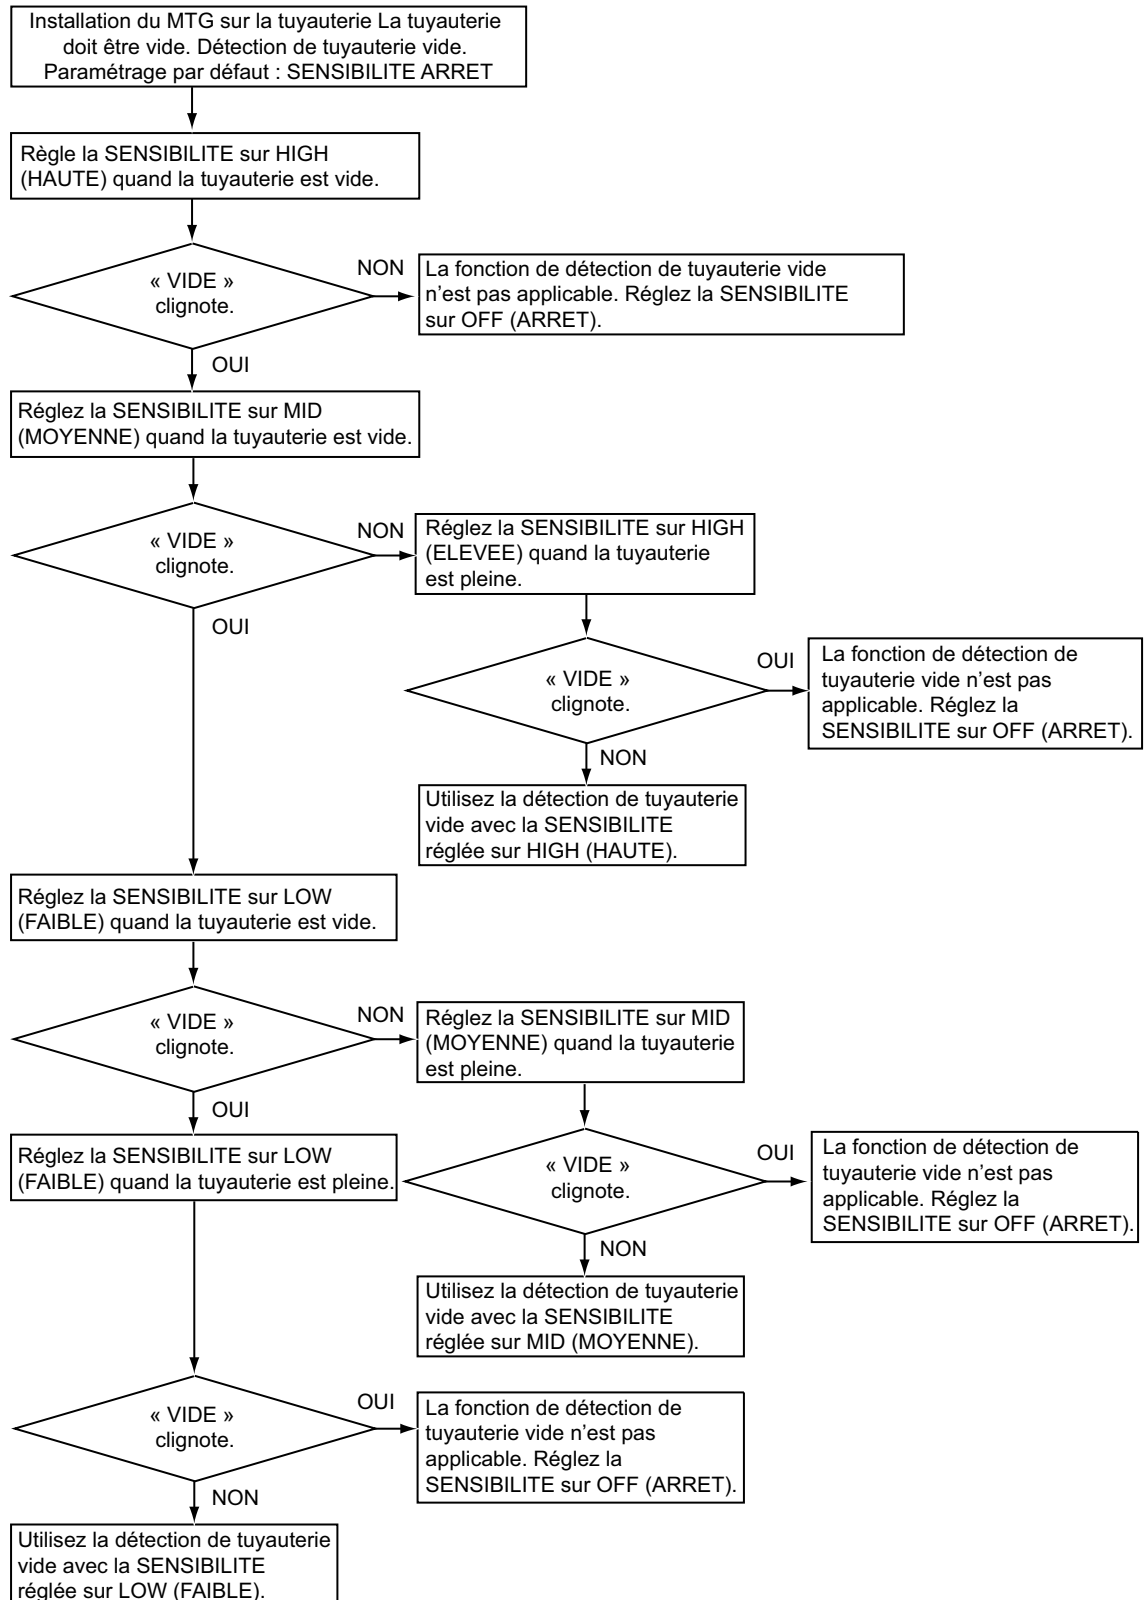 Installation du MTG sur la tuyauterie La tuyauterie
doit être vide. Détection de tuyauterie vide.
Paramétrage par défaut : SENSIBILITE ARRET
Règle la SENSIBILITE sur HIGH
(HAUTE) quand la tuyauterie est vide.
« VIDE »
clignote.
NON
La fonction de détection de tuyauterie vide
n’est pas applicable. Réglez la SENSIBILITE
sur OFF (ARRET).
OUI
Réglez la SENSIBILITE sur MID
(MOYENNE) quand la tuyauterie est vide.
« VIDE »
clignote.
NON
Réglez la SENSIBILITE sur HIGH
(ELEVEE) quand la tuyauterie
est pleine.
OUI
« VIDE »
clignote.
OUI
La fonction de détection de
tuyauterie vide n’est pas
applicable. Réglez la
SENSIBILITE sur OFF (ARRET).
NON
Utilisez la détection de tuyauterie
vide avec la SENSIBILITE
réglée sur HIGH (HAUTE).
Réglez la SENSIBILITE sur LOW
(FAIBLE) quand la tuyauterie est vide.
« VIDE »
clignote.
NON
Réglez la SENSIBILITE sur MID
(MOYENNE) quand la tuyauterie
est pleine.
OUI
Réglez la SENSIBILITE sur LOW
(FAIBLE) quand la tuyauterie est pleine.
« VIDE »
clignote.
OUI
La fonction de détection de
tuyauterie vide n’est pas
applicable. Réglez la
SENSIBILITE sur OFF (ARRET).
NON
Utilisez la détection de tuyauterie
vide avec la SENSIBILITE
réglée sur MID (MOYENNE).
« VIDE »
clignote.
OUI
La fonction de détection de
tuyauterie vide n’est pas
applicable. Réglez la
SENSIBILITE sur OFF (ARRET).
NON
Utilisez la détection de tuyauterie
vide avec la SENSIBILITE
réglée sur LOW (FAIBLE).